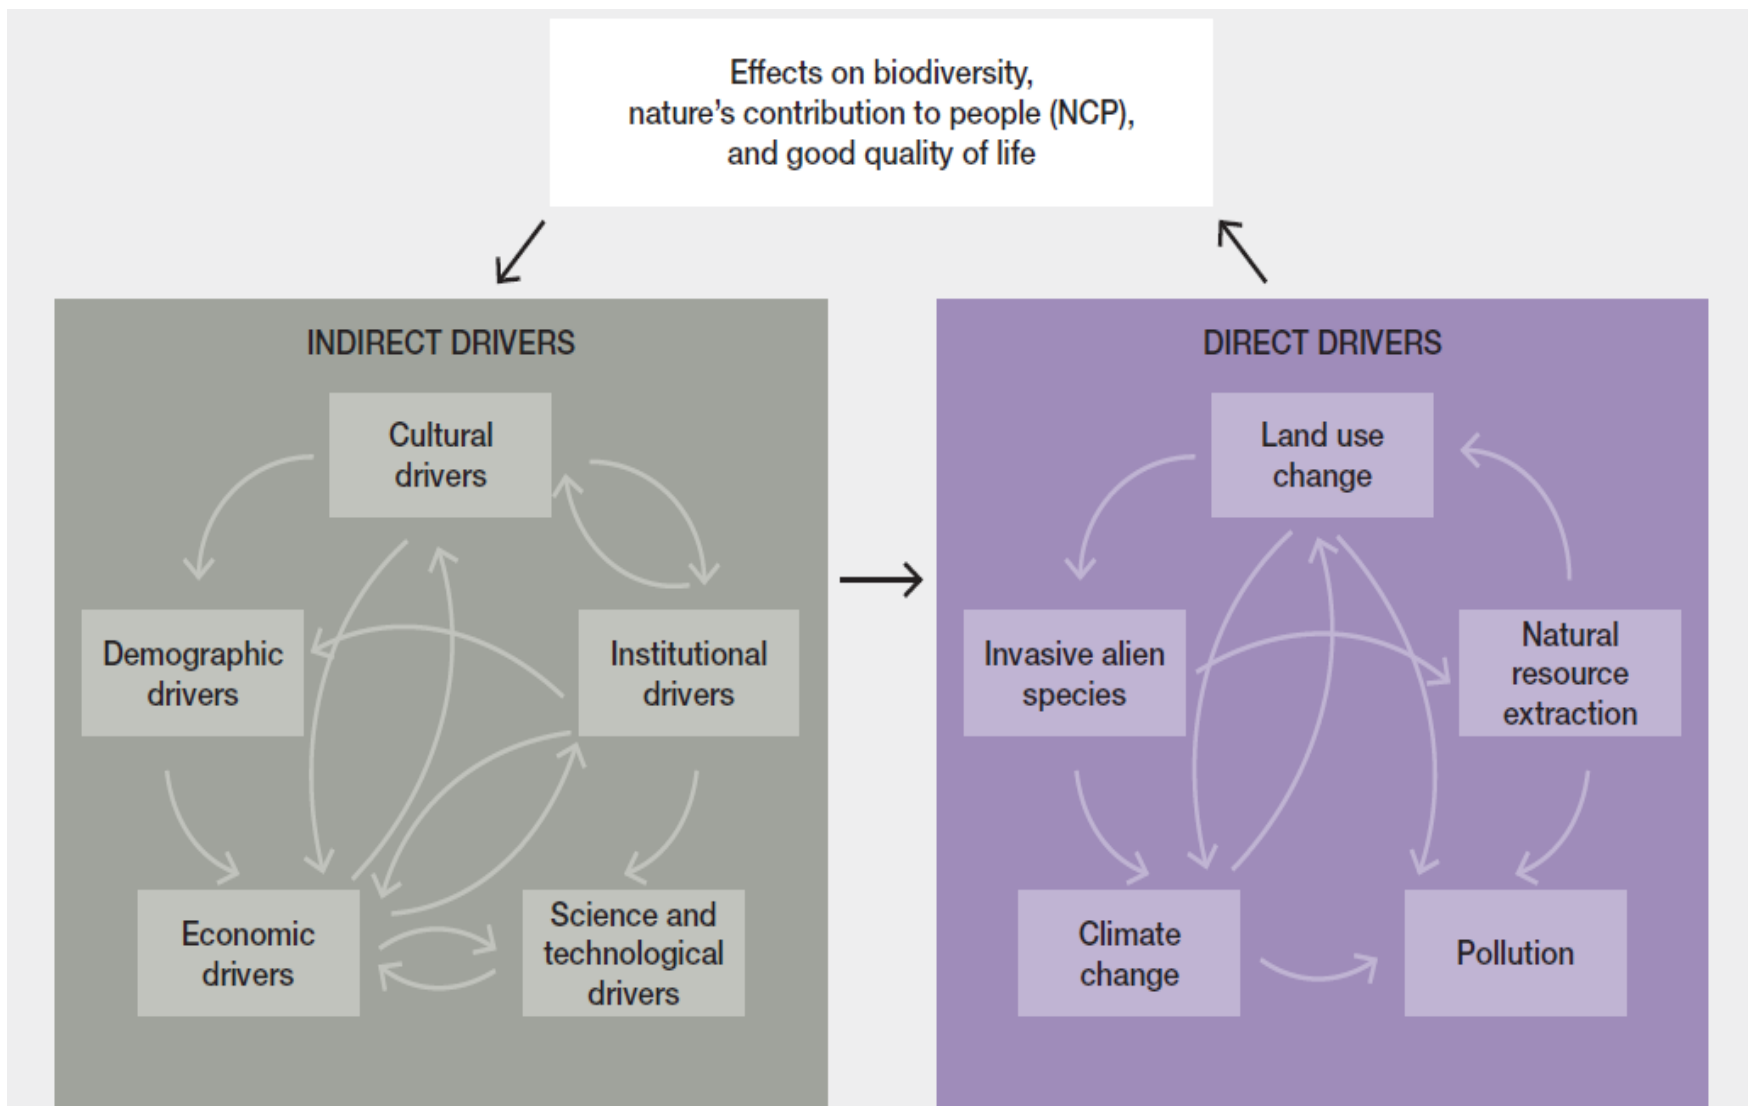 Effects on biodiversity,
nature's contribution to people (NCP),
and good quality of life
INDIRECT DRIVERS
Cultural
drivers
Demographic
drivers
Institutional
drivers
Economic
drivers
Science and
technological
drivers
DIRECT DRIVERS
Land use
change
Invasive alien
species
Natural
resource
extraction
Climate
change
Pollution